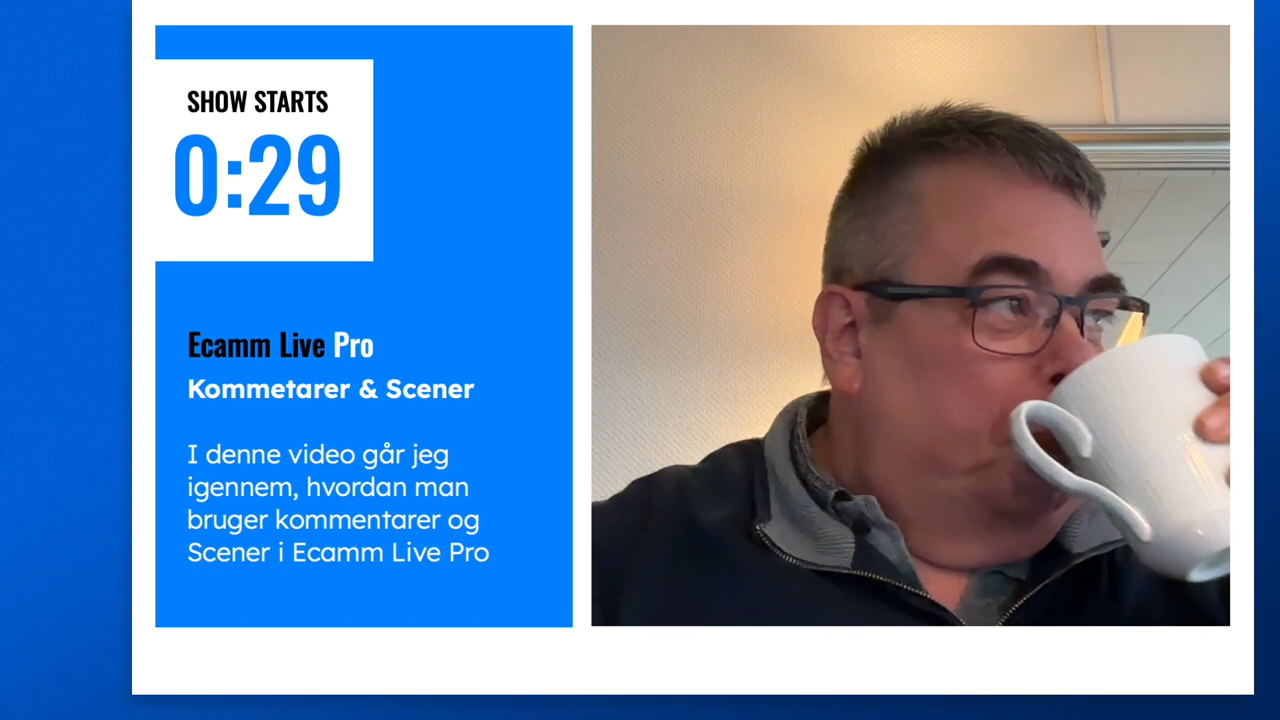 SHOW STARTS
0:29
Ecamm Live Pro
Kommetarer & Scener
I denne video går jeg
igennem, hvordan man
bruger kommentarer og
Scener i Ecamm Live Pro